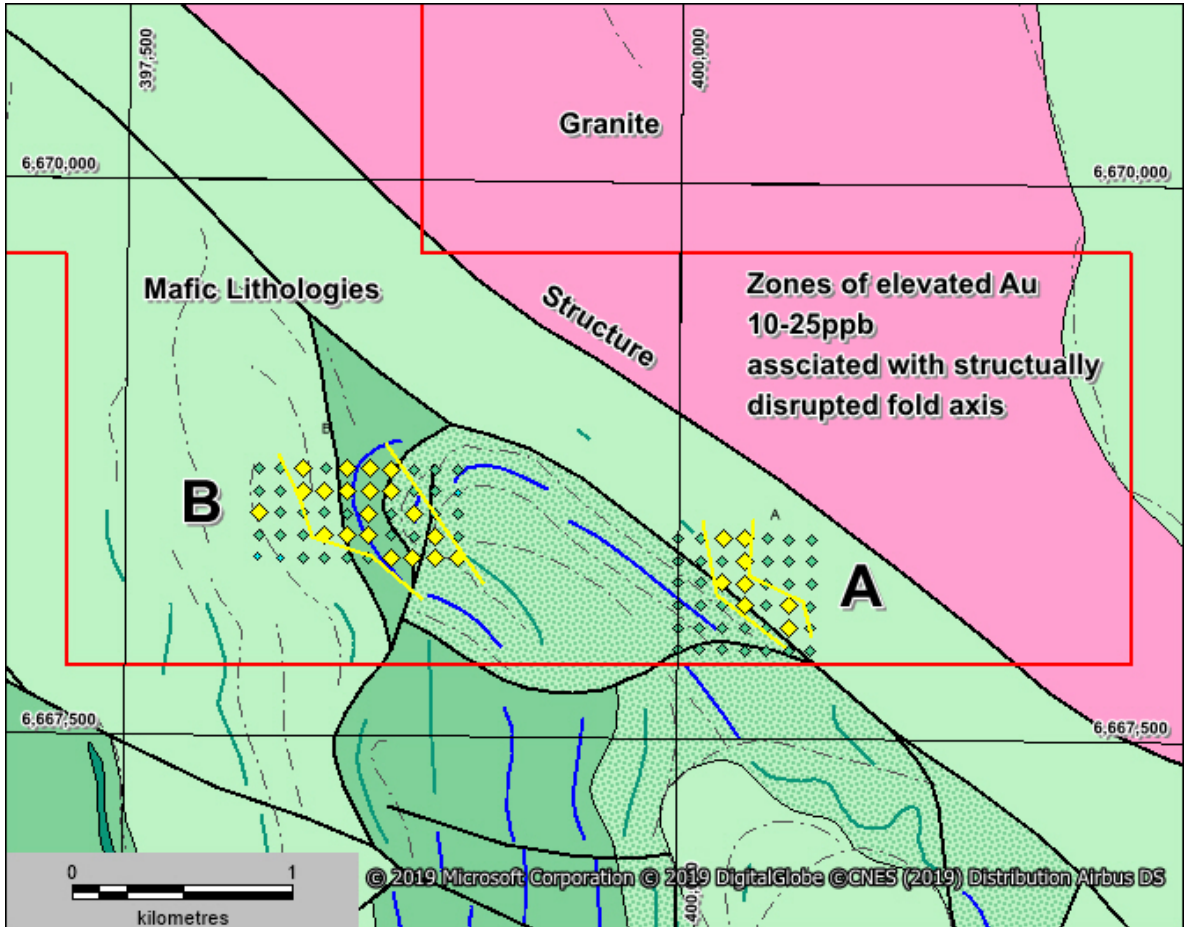 397,500
400,000
Granite
6,670,000
6,670,000
Mafic Lithologies
Structure
Zones of elevated Au
10-25ppb
assciated with structually
disrupted fold axis
B
B
A
A
6,667,500
6,667,500
0 1
kilometres
© 2019 Microsoft Corporation © 2019 DigitalGlobe ©CNES (2019) Distribution Airbus DS